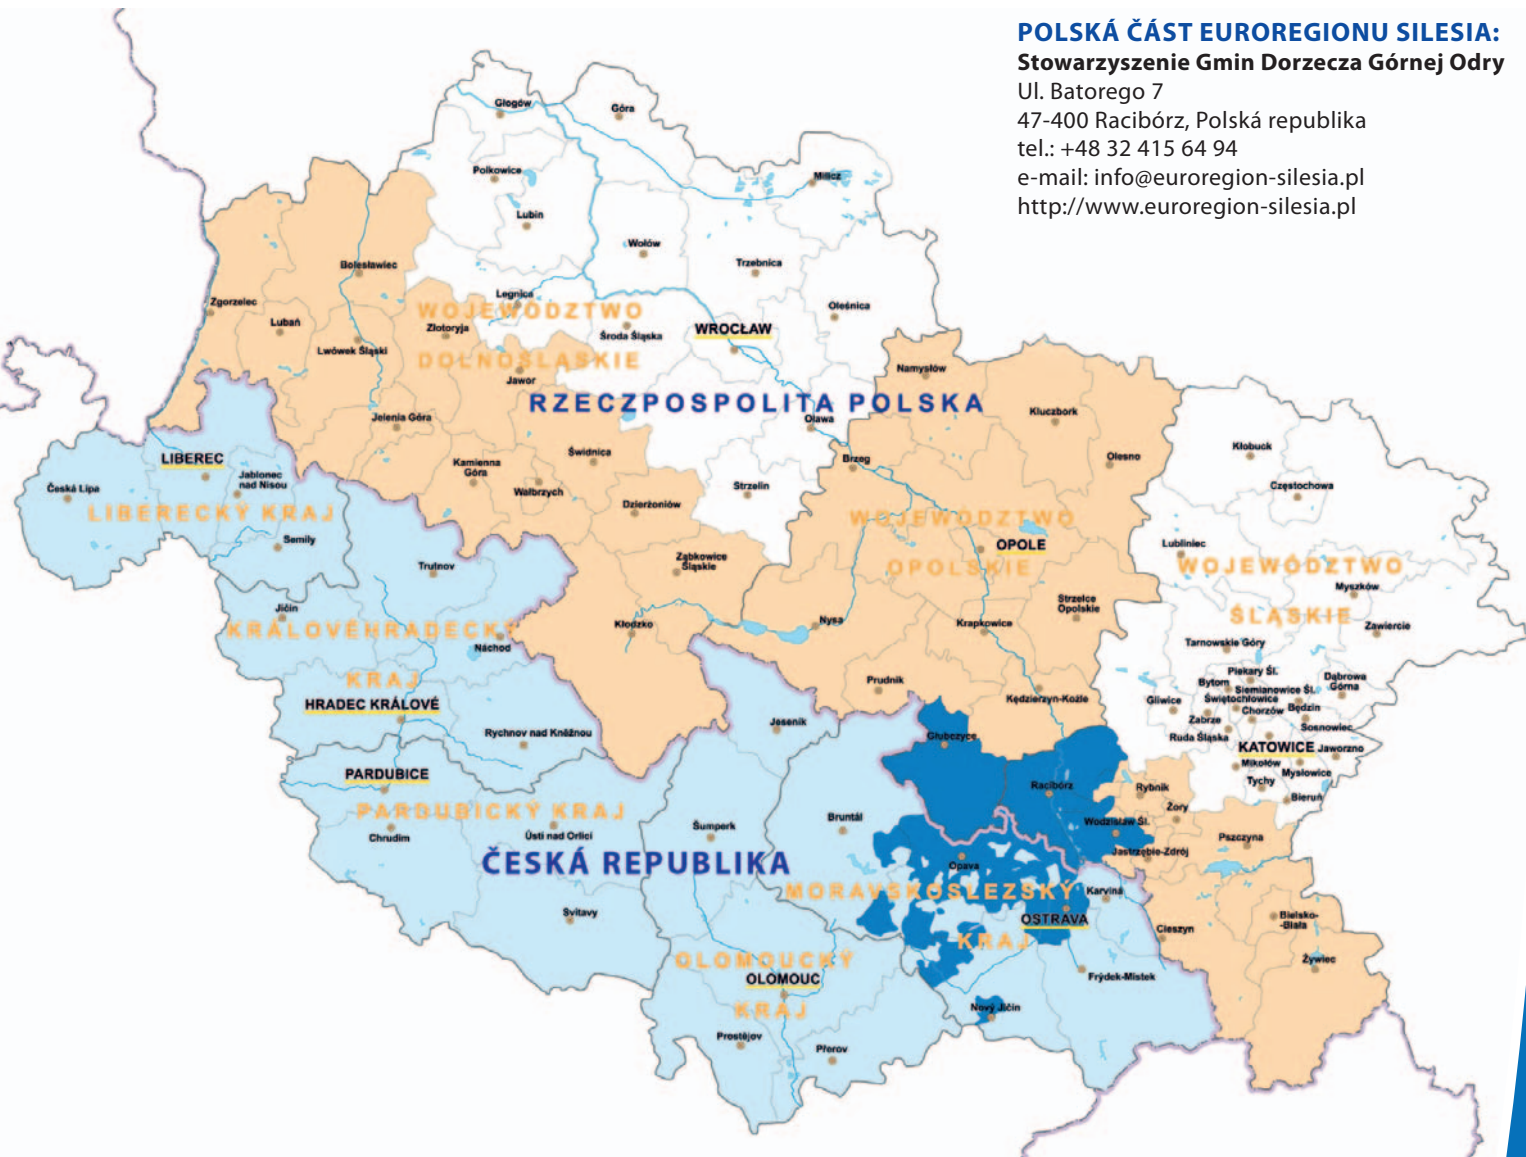 POLSKÁ ČÁST EUROREGIONU SILESIA:
Stowarzyszenie Gmin Dorzecza Górnej Odry
Ul. Batorego 7
47-400 Racibórz, Polská republika
tel.: +48 32 415 64 94
e-mail: info@euroregion-silesia.pl
http://www.euroregion-silesia.pl
Głogów
Góra
Polkowice
Milicz
Lubin
Wołów
Trzebnica
Bolesławiec
Legnica
Zgorzelec
Oleśnica
WOJEWÓDZTWO
Lubań
Złotoryja
Środa Śląska
WROCŁAW
Lwówek Śląski
DOLNOŚLĄSKIE
Namysłów
Jawor
RZECZPOSPOLITA POLSKA
Jelenia Góra
Oława
Kluczbork
Kłobuck
LIBEREC
Świdnica
Brzeg
Olesno
Kamienna
Góra
Jablonec
nad Nisou
Česká Lípa
Wałbrzych
Strzelin
Częstochowa
LIBERECKÝ KRAJ
Dzierżoniów
WOJEWÓDZTWO
Semily
OPOLE
Lubliniec
Ząbkowice
Śląskie
Trutnov
OPOLSKIE
WOJEWÓDZTWO
Myszków
Strzelce
Opolskie
Jičín
ŚLĄSKIE
KRÁLOVÉHRADECKÝ
Kłodzko
Nysa
Krapkowice
Zawiercie
Náchod
Tarnowskie Góry
KRAJ
Prudnik
Piekary Śl.
Dąbrowa
Górna
Bytom
Siemianowice Śl.
Kędzierzyn-Koźle
Gliwice
Świętochłowice
HRADEC KRÁLOVÉ
Chorzów
Będzin
Jeseník
Zabrze
Sosnowiec
Rychnov nad Kněžnou
Głubczyce
Ruda Śląska
KATOWICE
Jaworzno
PARDUBICE
Mikołów
Mysłowice
Racibórz
Rybnik
Tychy
Bieruń
PARDUBICKÝ KRAJ
Żory
Bruntál
Wodzisław Śl.
Šumperk
Chrudim
Ústí nad Orlicí
Pszczyna
Jastrzębie-Zdrój
ČESKÁ REPUBLIKA
Opava
MORAVSKOSLEZSKÝ
Karviná
Svitavy
OSTRAVA
Bielsko-
-Biała
Cieszyn
KRAJ
OLOMOUCKÝ
Żywiec
OLOMOUC
Frýdek-Místek
KRAJ
Nový Jičín
Prostějov
Přerov